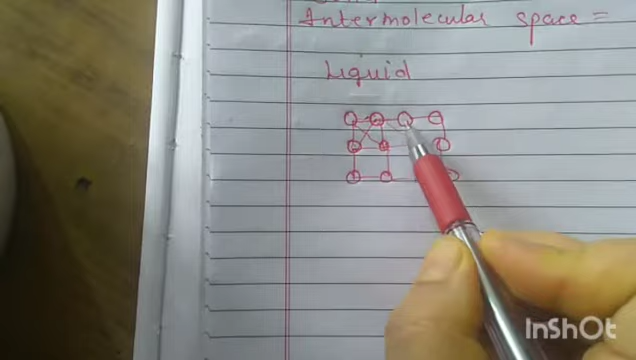 Intermolecular space =
Liquid
InShOt